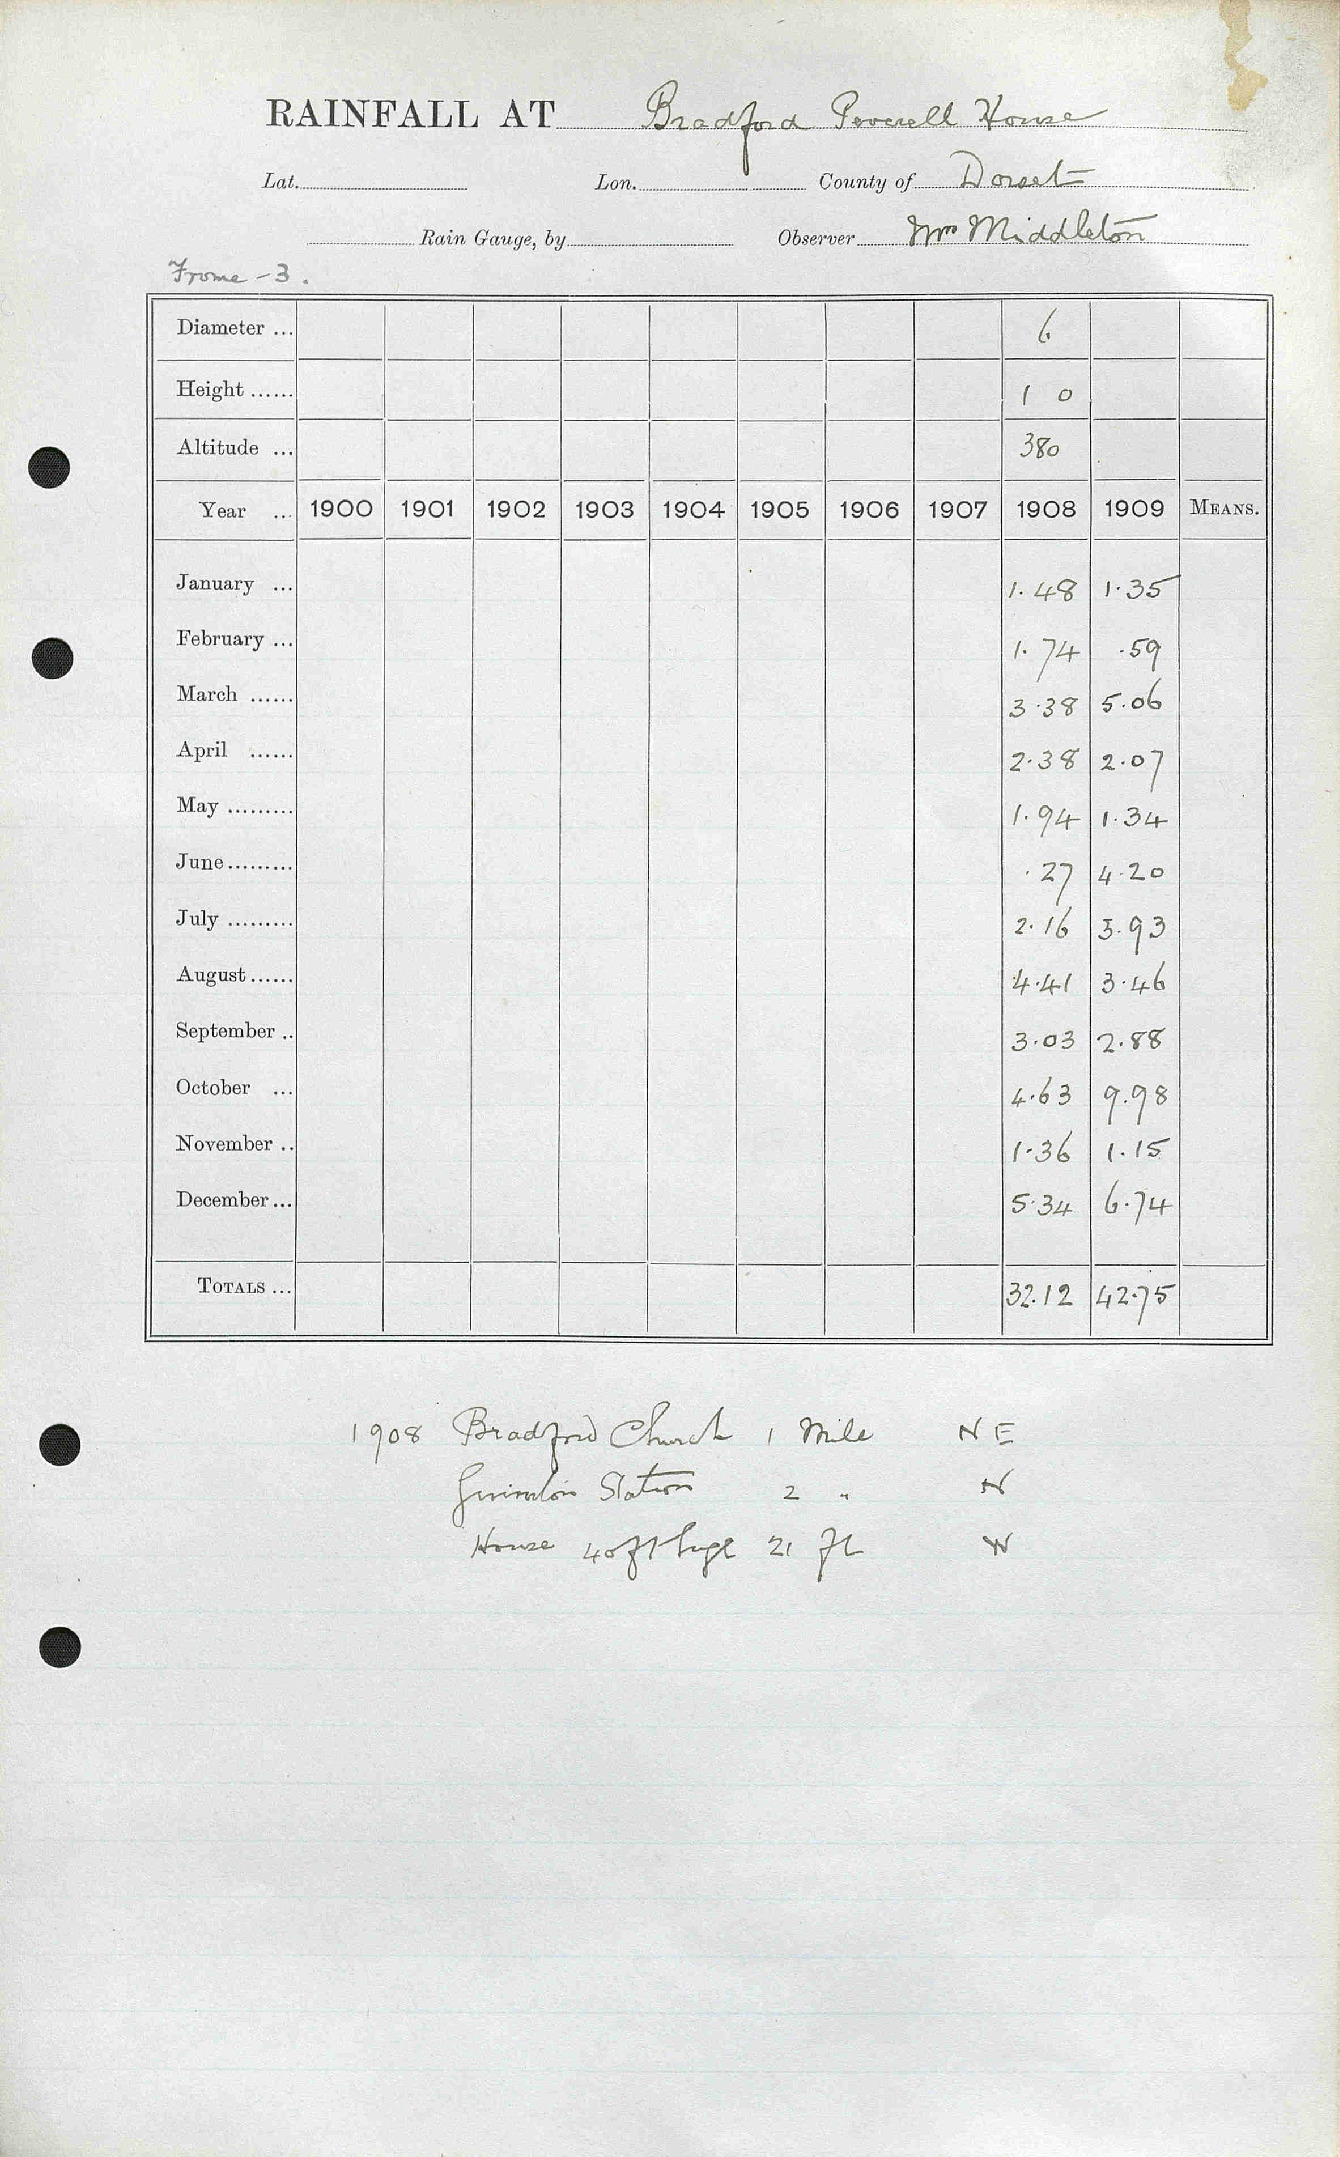 RAINFALL AT Bradford Peverell House
Lat. Lon. County of Dorset
Rain Gauge, by Observer Mrs Middleton
Frome - 3.
Diameter ... 6
Height ...... 1 0
Altitude ... 380
Year ... 1900 1901 1902 1903 1904 1905 1906 1907 1908 1909 MEANS.
January ... 1.48 1.35
February ... 1.74 .59
March ...... 3.38 5.06
April ...... 2.38 2.07
May ......... 1.94 1.34
June ......... .27 4.20
July ......... 2.16 3.93
August ...... 4.41 3.46
September .. 3.03 2.88
October ... 4.63 9.98
November .. 1.36 1.15
December ... 5.34 6.74
TOTALS ... 32.12 42.75
1908 Bradford Church 1 Mile NE
Station 2 " N
House 40ft high 21 ft W